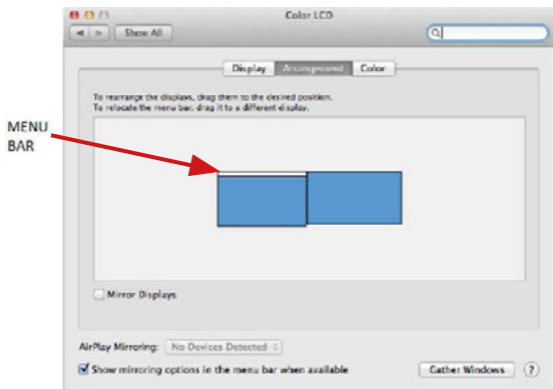 Color LCD
Show All
Display Arrangement Color
To rearrange the displays, drag them to the desired position.
To relocate the menu bar, drag it to a different display.
MENU
BAR
Mirror Displays
AirPlay Mirroring: No Devices Detected
Show mirroring options in the menu bar when available
Gather Windows ?